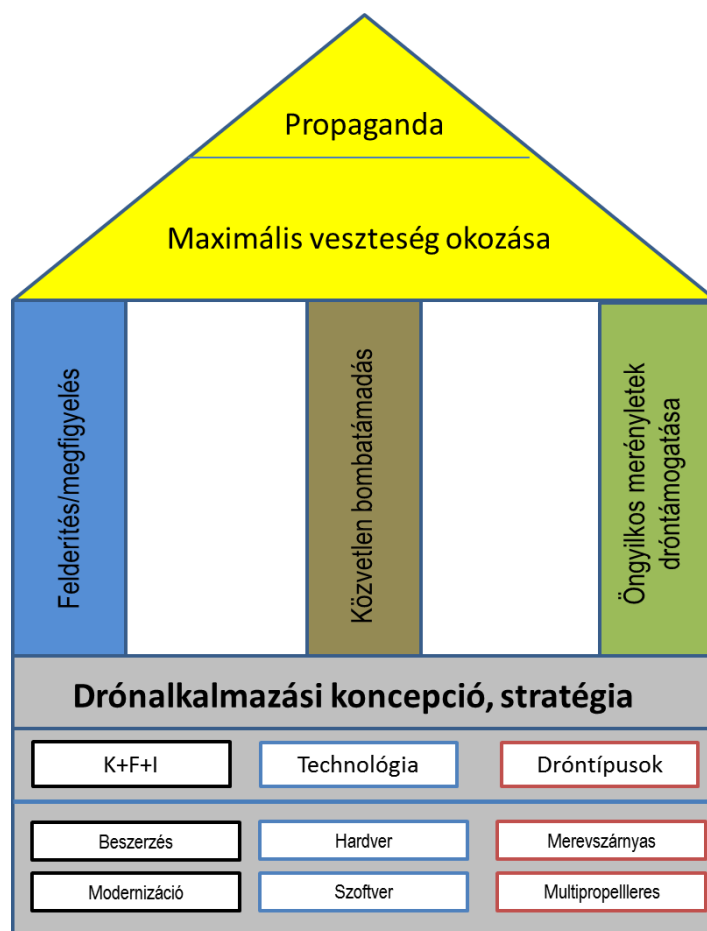 Propaganda
Maximális veszteség okozása
Felderítés/megfigyelés
Közvetlen bombatámadás
Öngyilkos merényletek
dróntámogatása
Drónalkalmazási koncepció, stratégia
K+F+I
Technológia
Dróntípusok
Beszerzés
Hardver
Merevszárnyas
Modernizáció
Szoftver
Multipropellleres